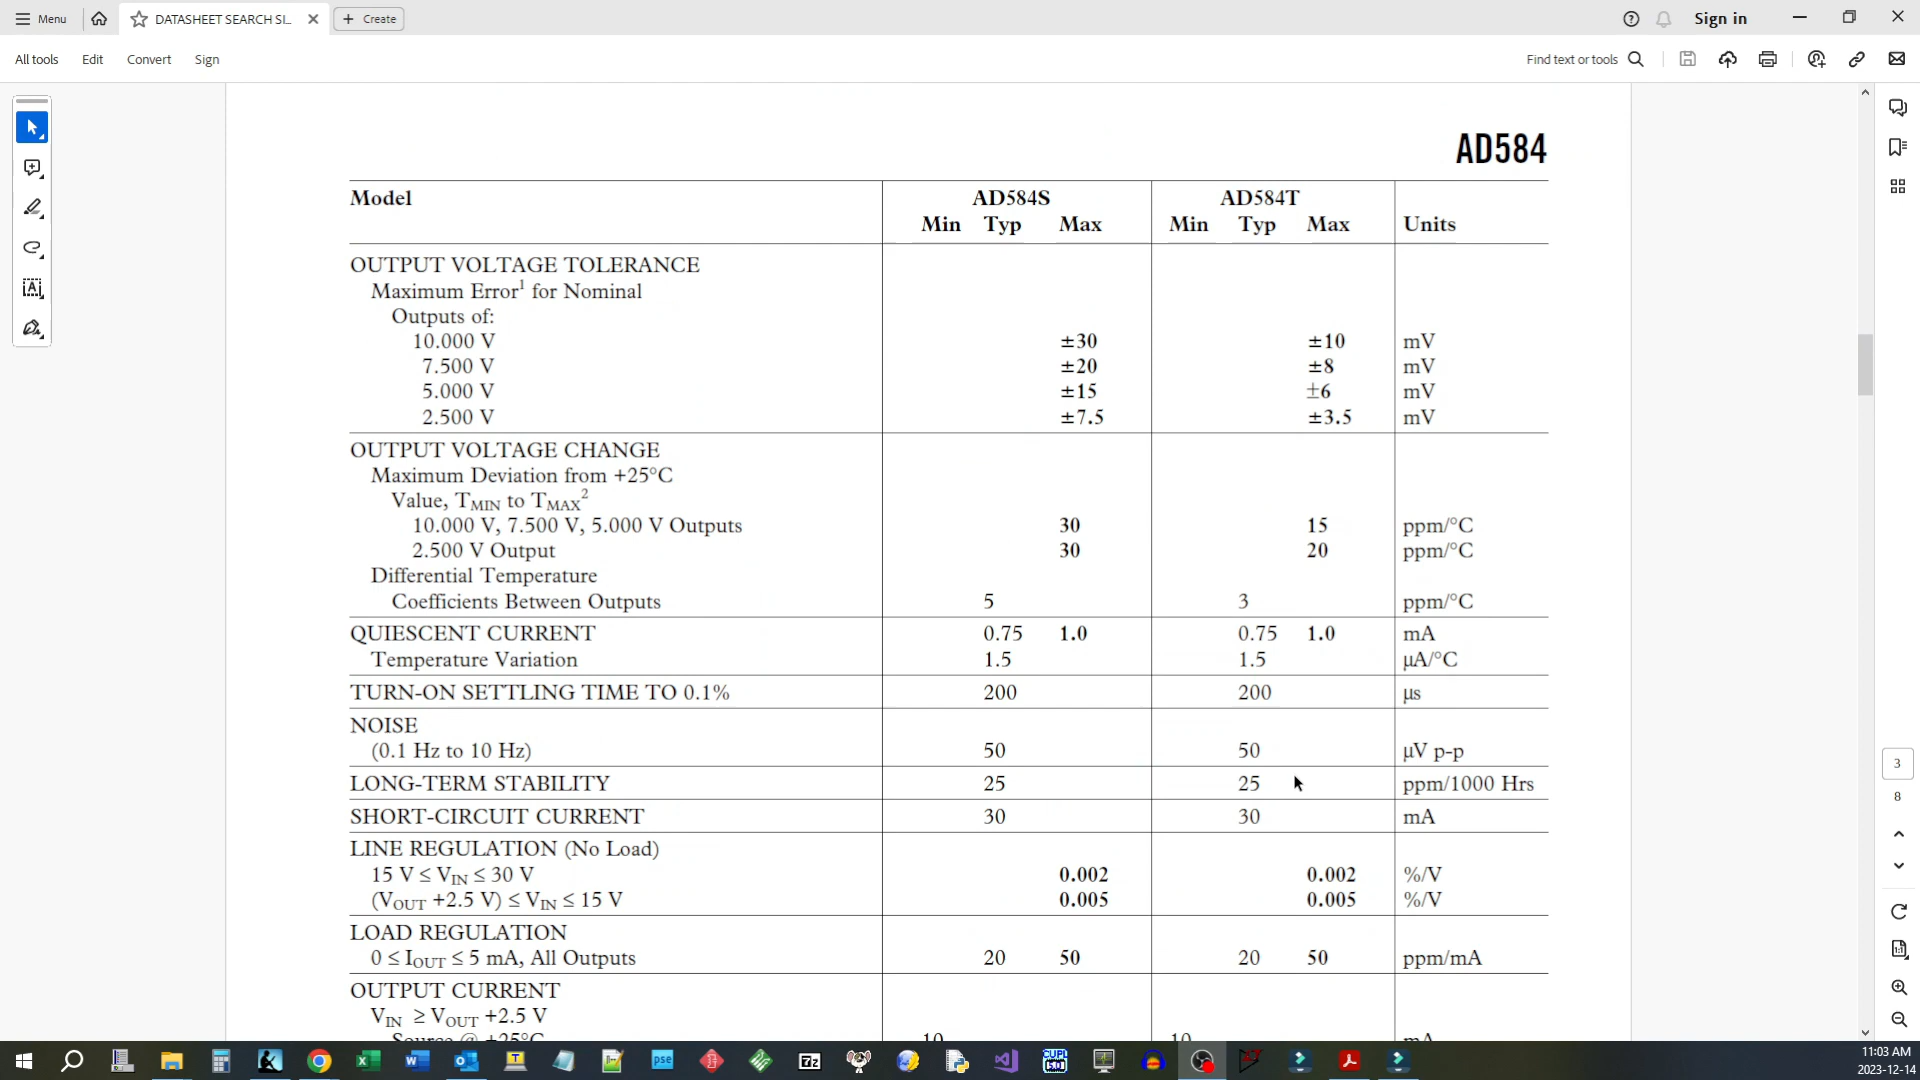 Menu
DATASHEET SEARCH SI...
Create
Sign in
All tools Edit Convert Sign
Find text or tools
AD584
Model AD584S AD584T
Min Typ Max Min Typ Max Units
OUTPUT VOLTAGE TOLERANCE
Maximum Error1 for Nominal
Outputs of:
10.000 V ±30 ±10 mV
7.500 V ±20 ±8 mV
5.000 V ±15 ±6 mV
2.500 V ±7.5 ±3.5 mV
OUTPUT VOLTAGE CHANGE
Maximum Deviation from +25°C
Value, TMIN to TMAX2
10.000 V, 7.500 V, 5.000 V Outputs 30 15 ppm/°C
2.500 V Output 30 20 ppm/°C
Differential Temperature
Coefficients Between Outputs 5 3 ppm/°C
QUIESCENT CURRENT 0.75 1.0 0.75 1.0 mA
Temperature Variation 1.5 1.5 µA/°C
TURN-ON SETTLING TIME TO 0.1% 200 200 µs
NOISE
(0.1 Hz to 10 Hz) 50 50 µV p-p
LONG-TERM STABILITY 25 25 ppm/1000 Hrs
SHORT-CIRCUIT CURRENT 30 30 mA
LINE REGULATION (No Load)
15 V ≤ VIN ≤ 30 V 0.002 0.002 %/V
(VOUT +2.5 V) ≤ VIN ≤ 15 V 0.005 0.005 %/V
LOAD REGULATION
0 ≤ IOUT ≤ 5 mA, All Outputs 20 50 20 50 ppm/mA
OUTPUT CURRENT
VIN ≥ VOUT +2.5 V
Source @ +25°C 10 10 mA
3
8
pse
7z
CUPL
11:03 AM
2023-12-14